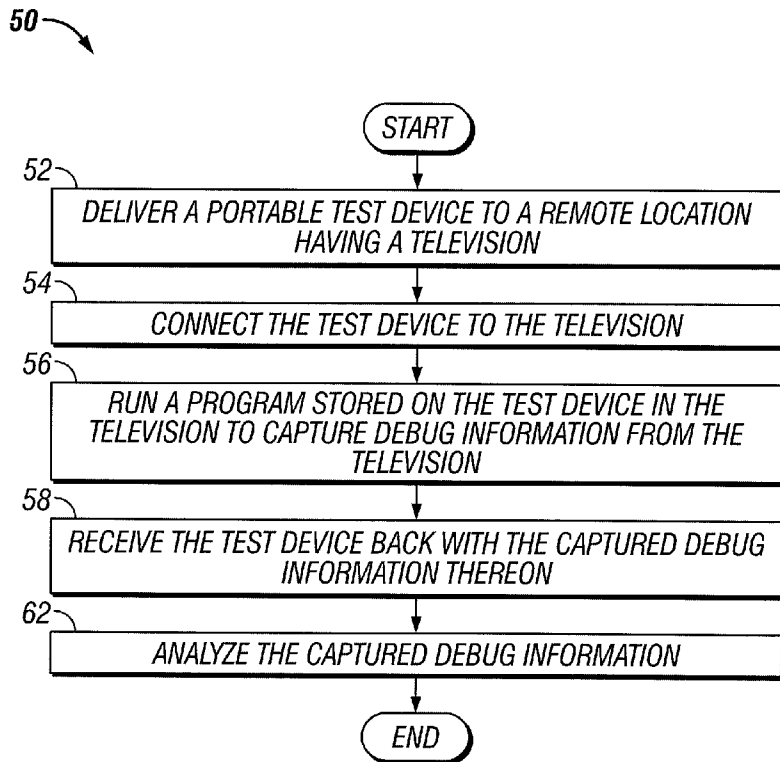 50
START
52
DELIVER A PORTABLE TEST DEVICE TO A REMOTE LOCATION
HAVING A TELEVISION
54
CONNECT THE TEST DEVICE TO THE TELEVISION
56
RUN A PROGRAM STORED ON THE TEST DEVICE IN THE
TELEVISION TO CAPTURE DEBUG INFORMATION FROM THE
TELEVISION
58
RECEIVE THE TEST DEVICE BACK WITH THE CAPTURED DEBUG
INFORMATION THEREON
62
ANALYZE THE CAPTURED DEBUG INFORMATION
END